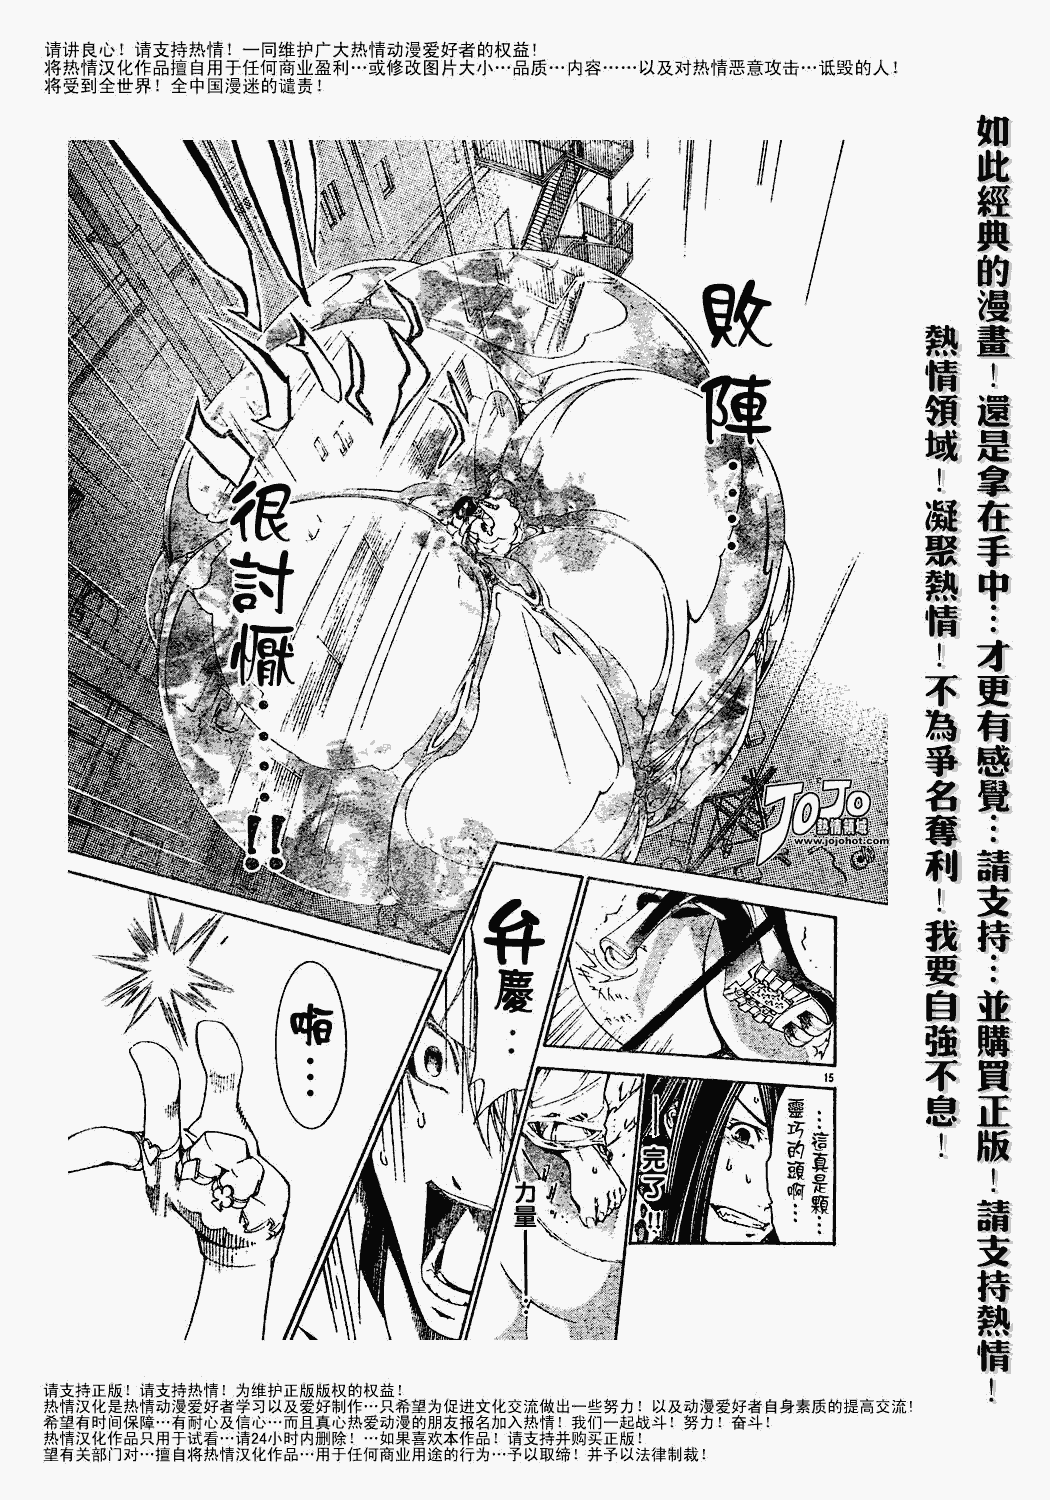 请讲良心！请支持热情！一同维护广大热情动漫爱好者的权益！
将热情汉化作品擅自用于任何商业盈利…或修改图片大小…品质…内容……以及对热情恶意攻击…诋毁的人！
将受到全世界！全中国漫迷的谴责！
如此經典的漫畫！還是拿在手中…才更有感覺…請支持…並購買正版！請支持熱情！
熱情領域！凝聚熱情！不為爭名奪利！我要自強不息！
敗陣……
很討懨……!!
JoJo
熱情領域
www.jojohot.com
15
…這真是顆…
靈巧的頭啊…
—完了!!
弁慶‥
力量——…
啪…
请支持正版！请支持热情！为维护正版版权的权益！
热情汉化是热情动漫爱好者学习以及爱好制作…只希望为促进文化交流做出一些努力！以及动漫爱好者自身素质的提高交流！
希望有时间保障…有耐心及信心…而且真心热爱动漫的朋友报名加入热情！我们一起战斗！努力！奋斗！
热情汉化作品只用于试看…请24小时内删除！…如果喜欢本作品！请支持并购买正版！
望有关部门对…擅自将热情汉化作品…用于任何商业用途的行为…予以取缔！并予以法律制裁！